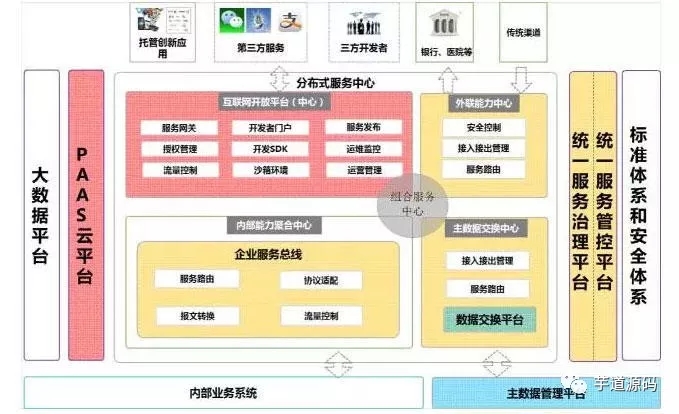 托管创新应
用
第三方服务
三方开发者
银行、医院等
传统渠道
大数据平台
PAAS云平台
分布式服务中心
互联网开放平台（中心）
服务网关
开发者门户
服务发布
授权管理
开发SDK
运维监控
流量控制
沙箱环境
运营管理
外联能力中心
安全控制
接入接出管理
服务路由
组合服务
中心
内部能力聚合中心
企业服务总线
服务路由
协议适配
报文转换
流量控制
主数据交换中心
接入接出管理
服务路由
数据交换平台
统一服务治理平台
统一服务管控平台
标准体系和安全体系
内部业务系统
主数据管理平台
芋道源码